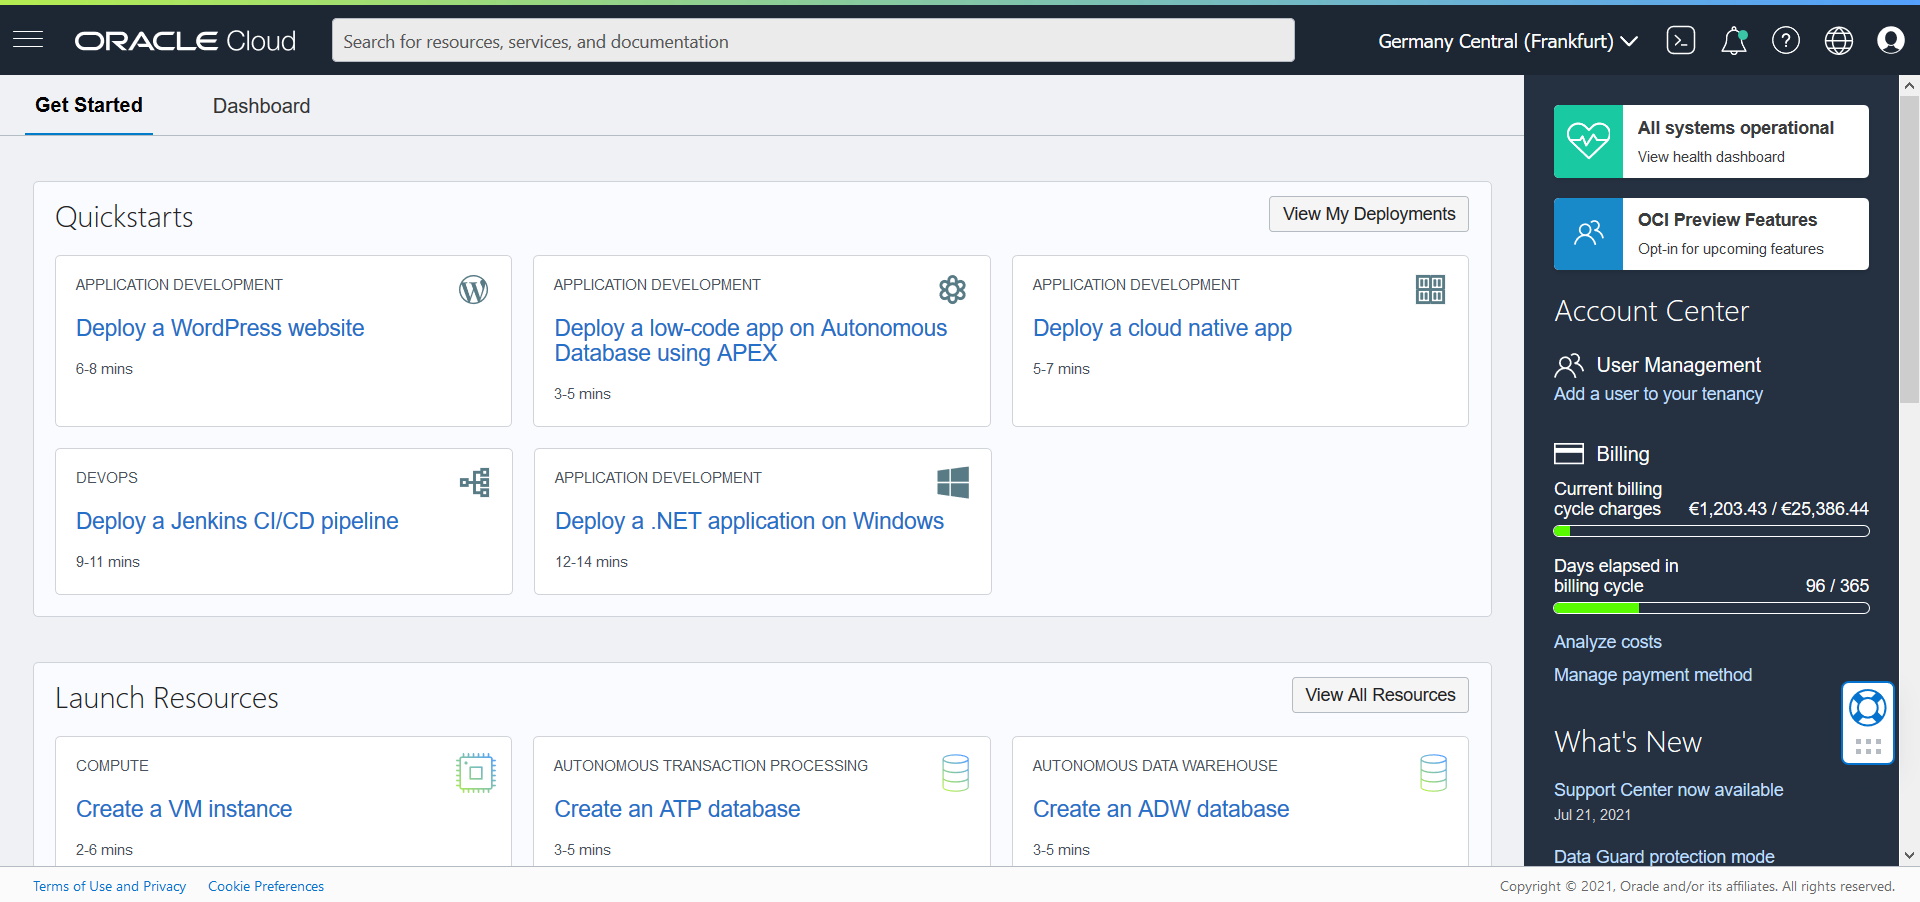 ORACLE Cloud
Search for resources, services, and documentation
Germany Central (Frankfurt)
Get Started
Dashboard
Quickstarts
View My Deployments
APPLICATION DEVELOPMENT
Deploy a WordPress website
6-8 mins
APPLICATION DEVELOPMENT
Deploy a low-code app on Autonomous
Database using APEX
3-5 mins
APPLICATION DEVELOPMENT
Deploy a cloud native app
5-7 mins
DEVOPS
Deploy a Jenkins CI/CD pipeline
9-11 mins
APPLICATION DEVELOPMENT
Deploy a .NET application on Windows
12-14 mins
Launch Resources
View All Resources
COMPUTE
Create a VM instance
2-6 mins
AUTONOMOUS TRANSACTION PROCESSING
Create an ATP database
3-5 mins
AUTONOMOUS DATA WAREHOUSE
Create an ADW database
3-5 mins
All systems operational
View health dashboard
OCI Preview Features
Opt-in for upcoming features
Account Center
User Management
Add a user to your tenancy
Billing
Current billing
cycle charges €1,203.43 / €25,386.44
Days elapsed in
billing cycle 96 / 365
Analyze costs
Manage payment method
What's New
Support Center now available
Jul 21, 2021
Data Guard protection mode
Terms of Use and Privacy
Cookie Preferences
Copyright © 2021, Oracle and/or its affiliates. All rights reserved.